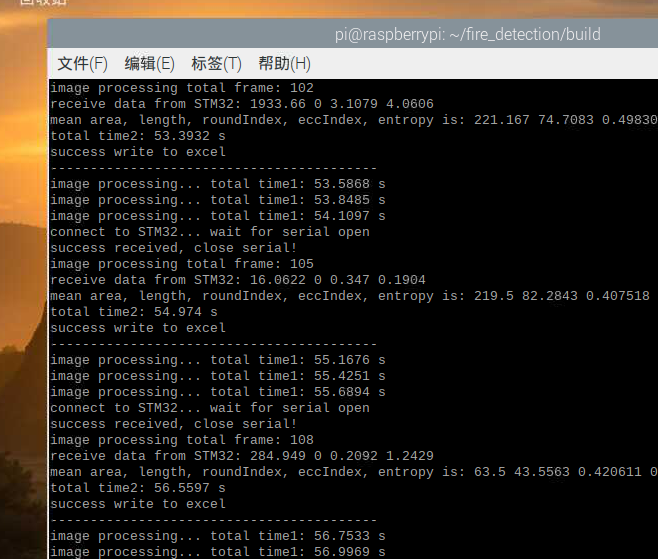 回收站
pi@raspberrypi: ~/fire_detection/build
文件(F) 编辑(E) 标签(T) 帮助(H)
image processing total frame: 102
receive data from STM32: 1933.66 0 3.1079 4.0606
mean area, length, roundIndex, eccIndex, entropy is: 221.167 74.7083 0.49830
total time2: 53.3932 s
success write to excel
-----------------------------------------
image processing... total time1: 53.5868 s
image processing... total time1: 53.8485 s
image processing... total time1: 54.1097 s
connect to STM32... wait for serial open
success received, close serial!
image processing total frame: 105
receive data from STM32: 16.0622 0 0.347 0.1904
mean area, length, roundIndex, eccIndex, entropy is: 219.5 82.2843 0.407518
total time2: 54.974 s
success write to excel
-----------------------------------------
image processing... total time1: 55.1676 s
image processing... total time1: 55.4251 s
image processing... total time1: 55.6894 s
connect to STM32... wait for serial open
success received, close serial!
image processing total frame: 108
receive data from STM32: 284.949 0 0.2092 1.2429
mean area, length, roundIndex, eccIndex, entropy is: 63.5 43.5563 0.420611 0
total time2: 56.5597 s
success write to excel
-----------------------------------------
image processing... total time1: 56.7533 s
image processing... total time1: 56.9969 s